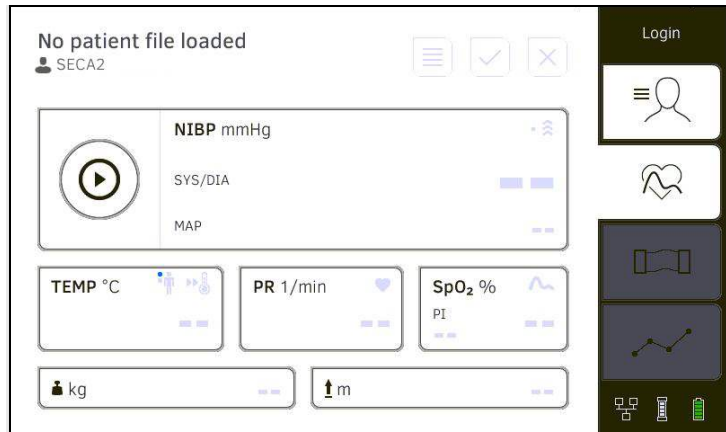 No patient file loaded
SECA2
Login
NIBP mmHg
SYS/DIA
-- --
MAP
--
TEMP °C
--
PR 1/min
--
SpO₂ %
PI
-- --
kg --
m --